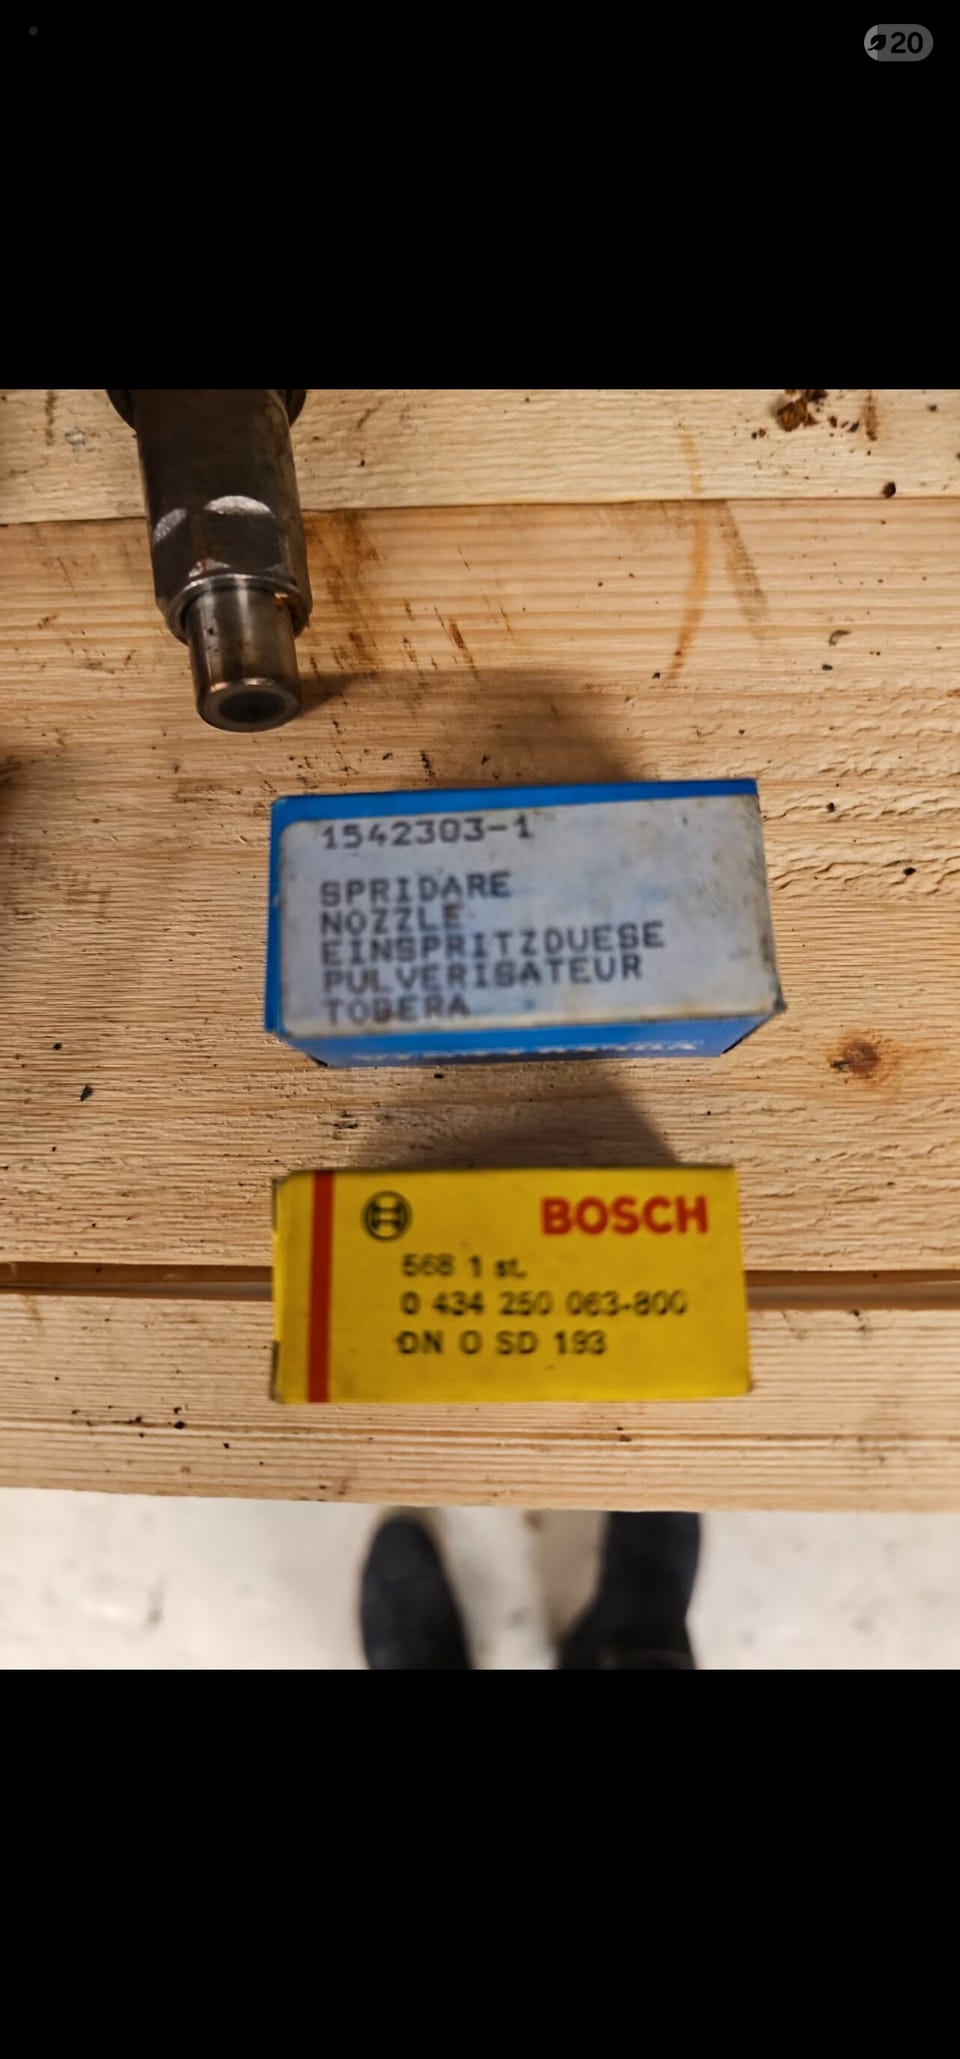 20
1542303-1
SPRIDARE
NOZZLE
EINSPRITZDUESE
PULVERISATEUR
TOBERA
BOSCH
568 1 st.
0 434 250 063-800
DN 0 SD 193